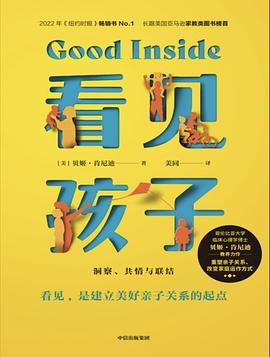 2022年《纽约时报》畅销书 No.1 长踞美国亚马逊家教类图书榜首
Good Inside
看见
[美] 贝姬·肯尼迪 著 美同 译
孩子
哥伦比亚大学
临床心理学博士
贝姬·肯尼迪
教养力作
重塑亲子关系、
改变家庭运作方式
洞察、共情与联结
看见，是建立美好亲子关系的起点
中信出版集团